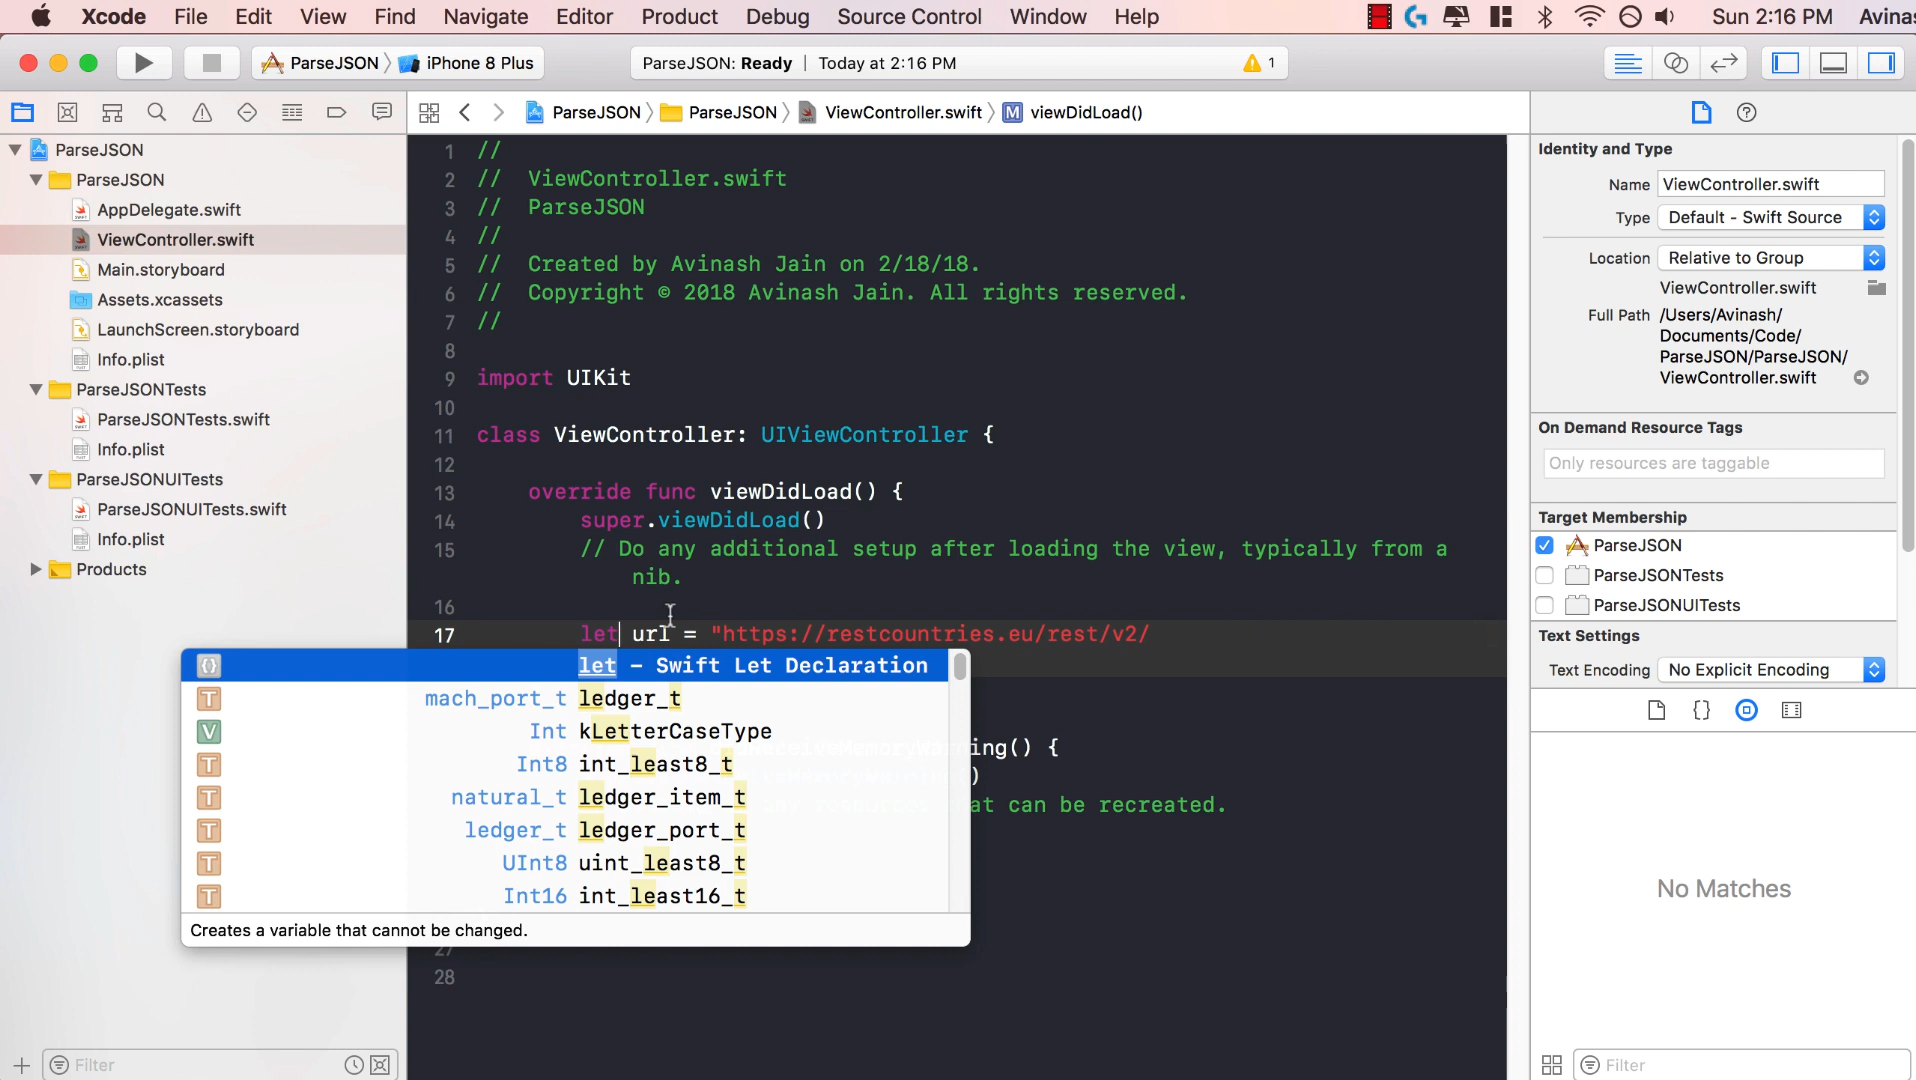 Xcode File Edit View Find Navigate Editor Product Debug Source Control Window Help Sun 2:16 PM Avinas
ParseJSON iPhone 8 Plus ParseJSON: Ready | Today at 2:16 PM 1
ParseJSON ParseJSON ViewController.swift M viewDidLoad()
ParseJSON
ParseJSON
AppDelegate.swift
ViewController.swift
Main.storyboard
Assets.xcassets
LaunchScreen.storyboard
Info.plist
ParseJSONTests
ParseJSONTests.swift
Info.plist
ParseJSONUITests
ParseJSONUITests.swift
Info.plist
Products
Filter
1 //
2 // ViewController.swift
3 // ParseJSON
4 //
5 // Created by Avinash Jain on 2/18/18.
6 // Copyright © 2018 Avinash Jain. All rights reserved.
7 //
8
9 import UIKit
10
11 class ViewController: UIViewController {
12
13 override func viewDidLoad() {
14 super.viewDidLoad()
15 // Do any additional setup after loading the view, typically from a
nib.
16
17 let url = "https://restcountries.eu/rest/v2/
{} let – Swift Let Declaration
T mach_port_t ledger_t
V Int kLetterCaseType
T Int8 int_least8_t
T natural_t ledger_item_t
T ledger_t ledger_port_t
T UInt8 uint_least8_t
T Int16 int_least16_t
Creates a variable that cannot be changed.
ing() {
)
at can be recreated.
27
28
Identity and Type
Name ViewController.swift
Type Default - Swift Source
Location Relative to Group
ViewController.swift
Full Path /Users/Avinash/
Documents/Code/
ParseJSON/ParseJSON/
ViewController.swift
On Demand Resource Tags
Only resources are taggable
Target Membership
ParseJSON
ParseJSONTests
ParseJSONUITests
Text Settings
Text Encoding No Explicit Encoding
{}
No Matches
Filter